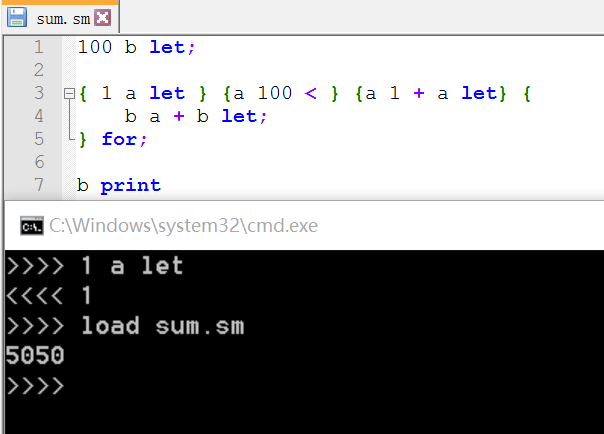 sum.sm
1 100 b let;
2
3 { 1 a let } {a 100 < } {a 1 + a let} {
4 b a + b let;
5 } for;
6
7 b print
C:\Windows\system32\cmd.exe
>>>> 1 a let
<<<< 1
>>>> load sum.sm
5050
>>>>